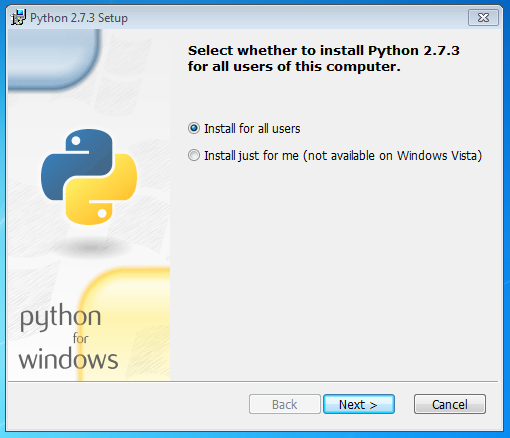 Python 2.7.3 Setup
Select whether to install Python 2.7.3
for all users of this computer.
Install for all users
Install just for me (not available on Windows Vista)
python
for
windows
Back
Next >
Cancel